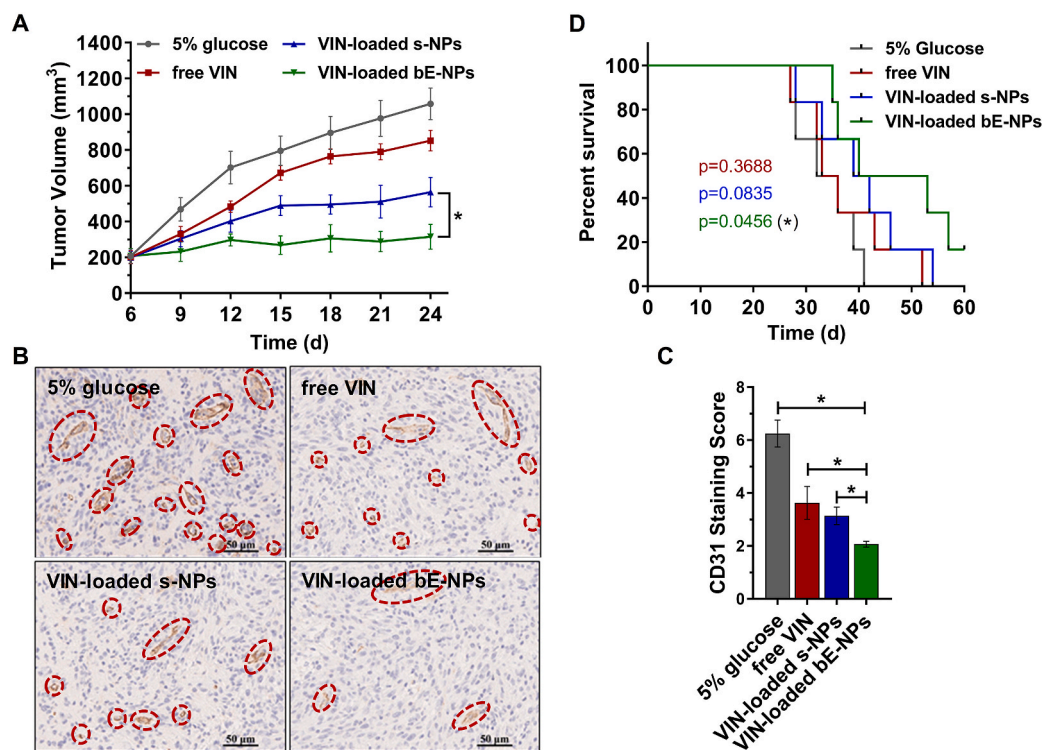 A
5% glucose
VIN-loaded s-NPs
free VIN
VIN-loaded bE-NPs
Tumor Volume (mm³)
1400
1200
1000
800
600
400
200
0
*
6
9
12
15
18
21
24
Time (d)
D
5% Glucose
free VIN
VIN-loaded s-NPs
VIN-loaded bE-NPs
Percent survival
100
80
60
40
20
0
p=0.3688
p=0.0835
p=0.0456 (*)
0
10
20
30
40
50
60
Time (d)
B
5% glucose
50 μm
free VIN
50 μm
VIN-loaded s-NPs
50 μm
VIN-loaded bE-NPs
50 μm
C
CD31 Staining Score
8
6
4
2
0
*
*
*
5% glucose
free VIN
VIN-loaded s-NPs
VIN-loaded bE-NPs